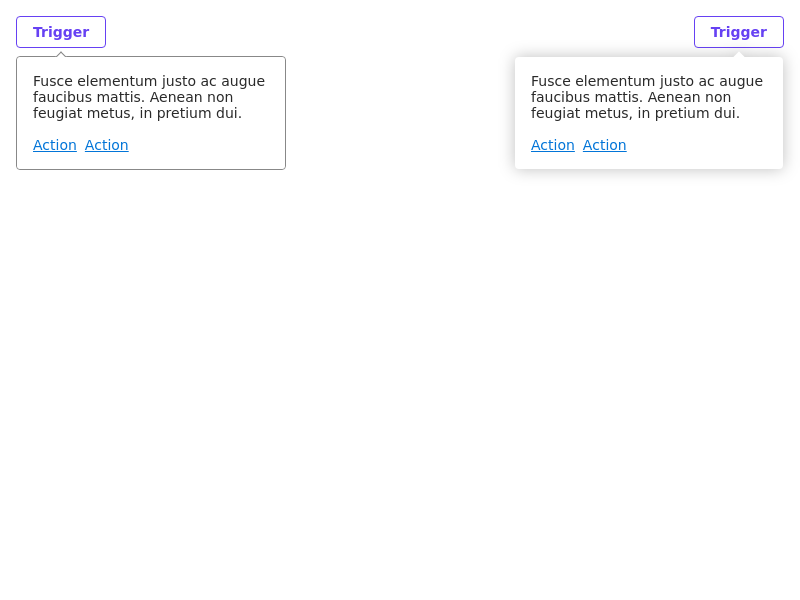 Trigger
Fusce elementum justo ac augue
faucibus mattis. Aenean non
feugiat metus, in pretium dui.
Action Action
Trigger
Fusce elementum justo ac augue
faucibus mattis. Aenean non
feugiat metus, in pretium dui.
Action Action